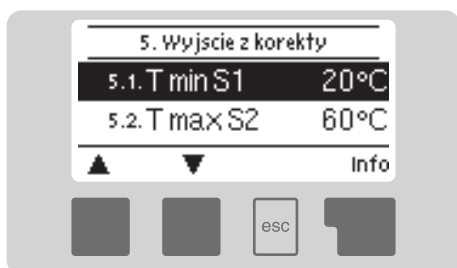 5. Wyjscie z korekty
5.1. T min S1 20°C
5.2. T max S2 60°C
▲ ▼ Info
esc